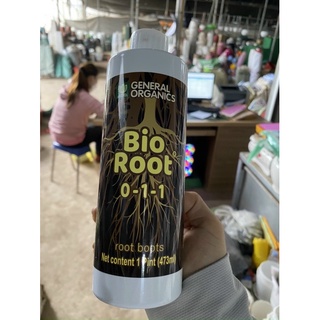 GENERAL
ORGANICS
Bio
Root
0-1-1
root boots
Net content 1 Pint (473ml)